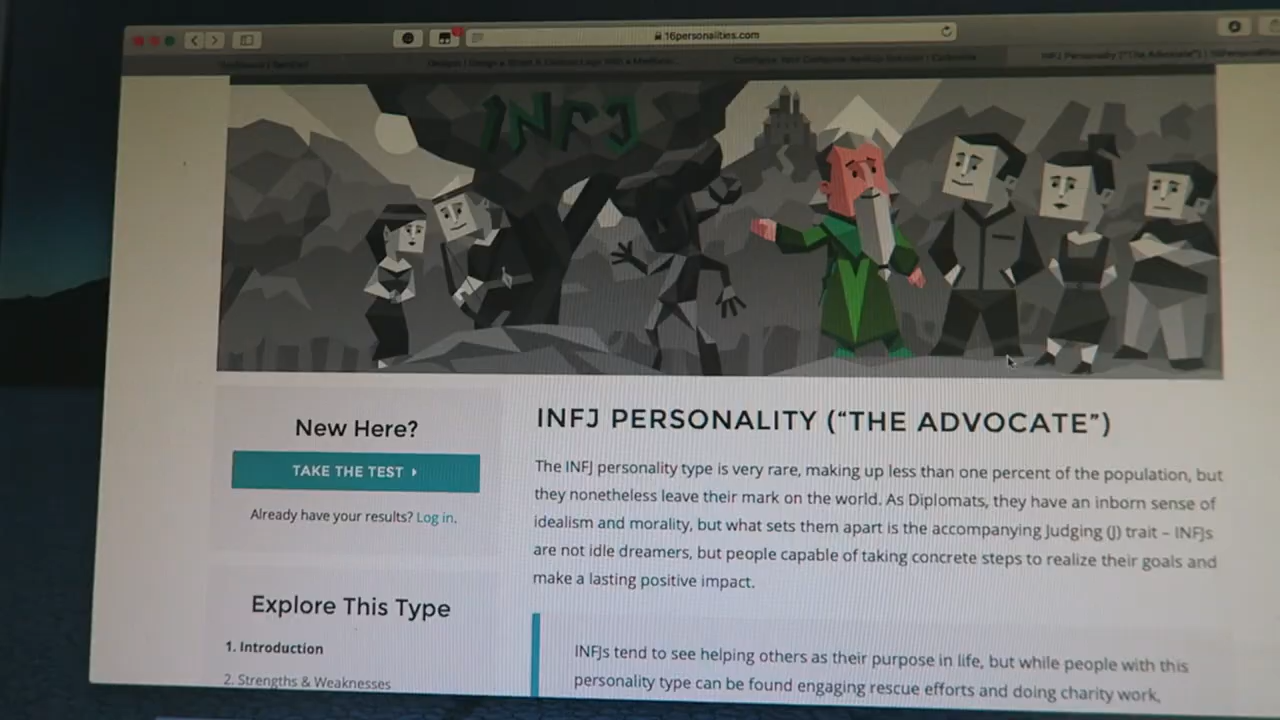 16personalities.com
INFJ
New Here?
TAKE THE TEST
Already have your results? Log in.
Explore This Type
1. Introduction
2. Strengths & Weaknesses
INFJ PERSONALITY (“THE ADVOCATE”)
The INFJ personality type is very rare, making up less than one percent of the population, but
they nonetheless leave their mark on the world. As Diplomats, they have an inborn sense of
idealism and morality, but what sets them apart is the accompanying Judging (J) trait – INFJs
are not idle dreamers, but people capable of taking concrete steps to realize their goals and
make a lasting positive impact.
INFJs tend to see helping others as their purpose in life, but while people with this
personality type can be found engaging rescue efforts and doing charity work,